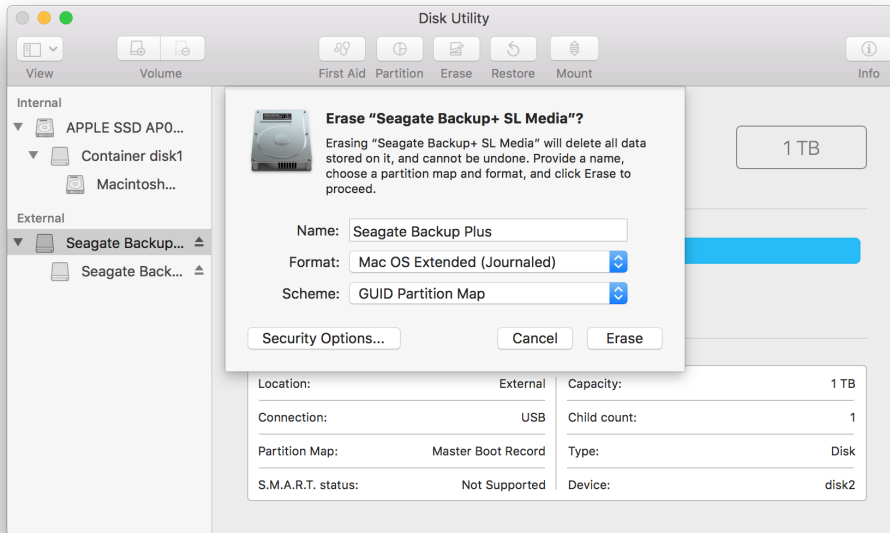 Disk Utility
View
Volume
First Aid
Partition
Erase
Restore
Mount
Info
Internal
APPLE SSD AP0...
Container disk1
Macintosh...
External
Seagate Backup...
Seagate Back...
Erase “Seagate Backup+ SL Media”?
Erasing “Seagate Backup+ SL Media” will delete all data
stored on it, and cannot be undone. Provide a name,
choose a partition map and format, and click Erase to
proceed.
Name: Seagate Backup Plus
Format: Mac OS Extended (Journaled)
Scheme: GUID Partition Map
Security Options...
Cancel
Erase
1 TB
Location: External
Capacity: 1 TB
Connection: USB
Child count: 1
Partition Map: Master Boot Record
Type: Disk
S.M.A.R.T. status: Not Supported
Device: disk2